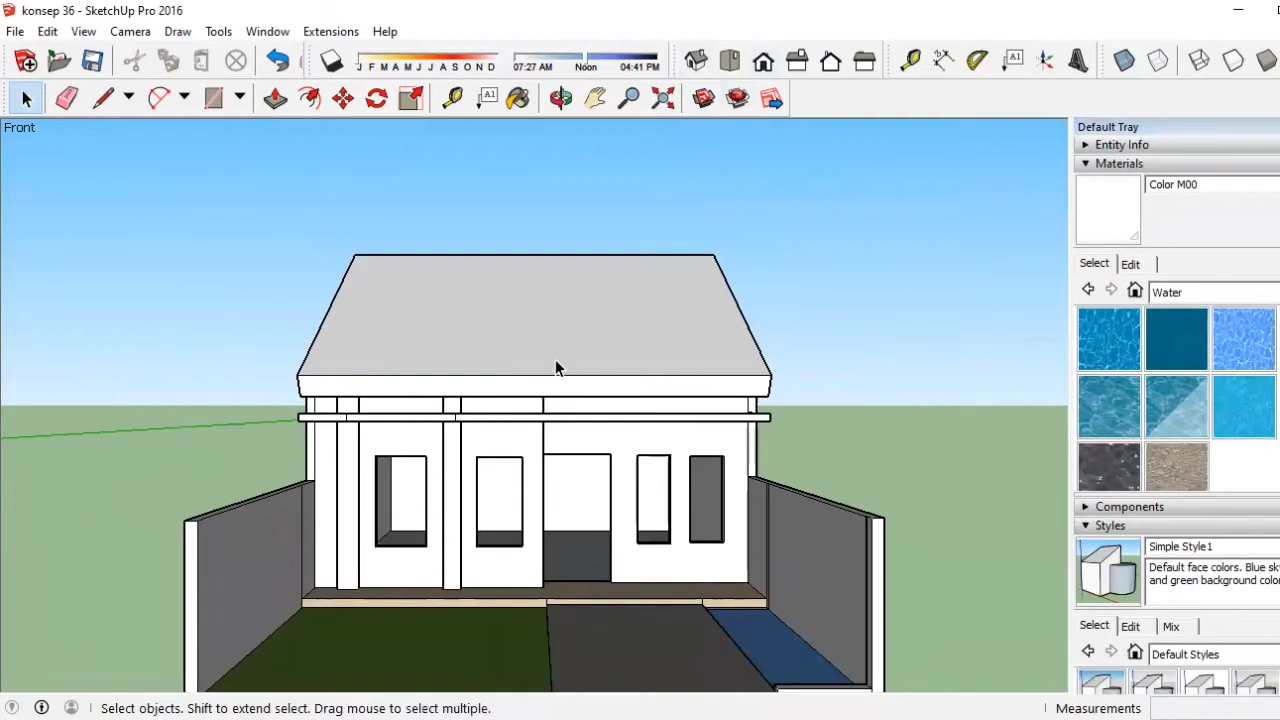 konsep 36 - SketchUp Pro 2016
File Edit View Camera Draw Tools Window Extensions Help
J F M A M J J A S O N D 07:27 AM Noon 04:41 PM A1
A1
Front
Default Tray
Entity Info
Materials
Color M00
Select Edit
Water
Components
Styles
Simple Style1
Default face colors. Blue sk
and green background colo
Select Edit Mix
Default Styles
Select objects. Shift to extend select. Drag mouse to select multiple.
Measurements